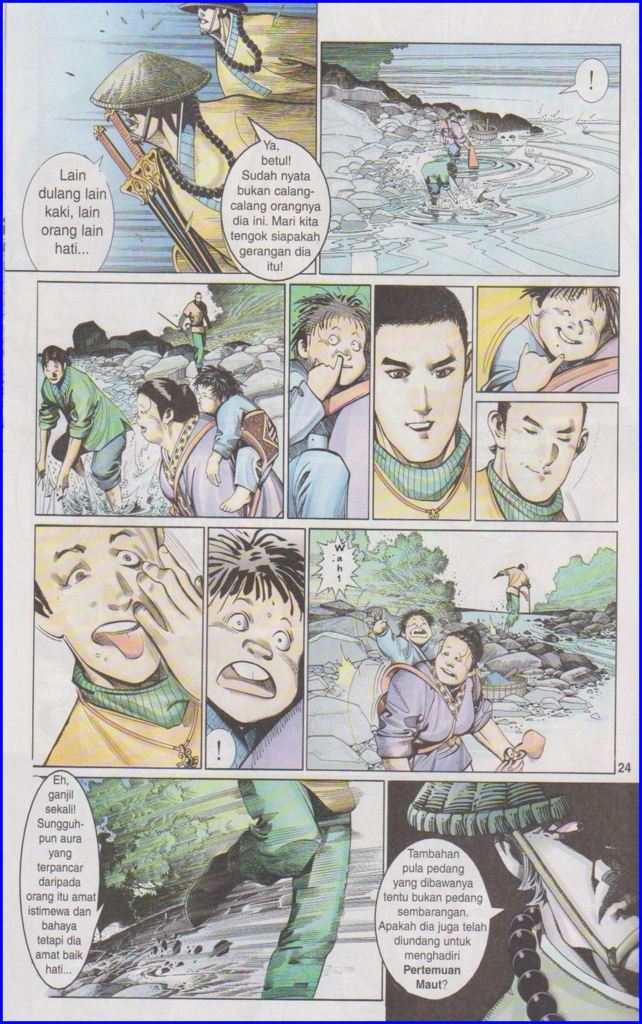 Lain
dulang lain
kaki, lain
orang lain
hati...
Ya,
betul!
Sudah nyata
bukan calang-
calang orangnya
dia ini. Mari kita
tengok siapakah
gerangan dia
itu!
!
!
Wah!
24
Eh,
ganjil
sekali!
Sungguh-
pun aura
yang
terpancar
daripada
orang itu amat
istimewa dan
bahaya
tetapi dia
amat baik
hati...
Tambahan
pula pedang
yang dibawanya
tentu bukan pedang
sembarangan.
Apakah dia juga telah
diundang untuk
menghadiri
Pertemuan
Maut?